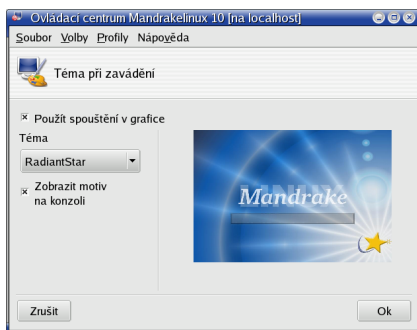 Ovládací centrum Mandrakelinux 10 [na localhost]
Soubor Volby Profily Nápověda
Téma při zavádění
Použít spouštění v grafice
Téma
RadiantStar
Zobrazit motiv
na konzoli
LINUX
Mandrake
Zrušit
Ok